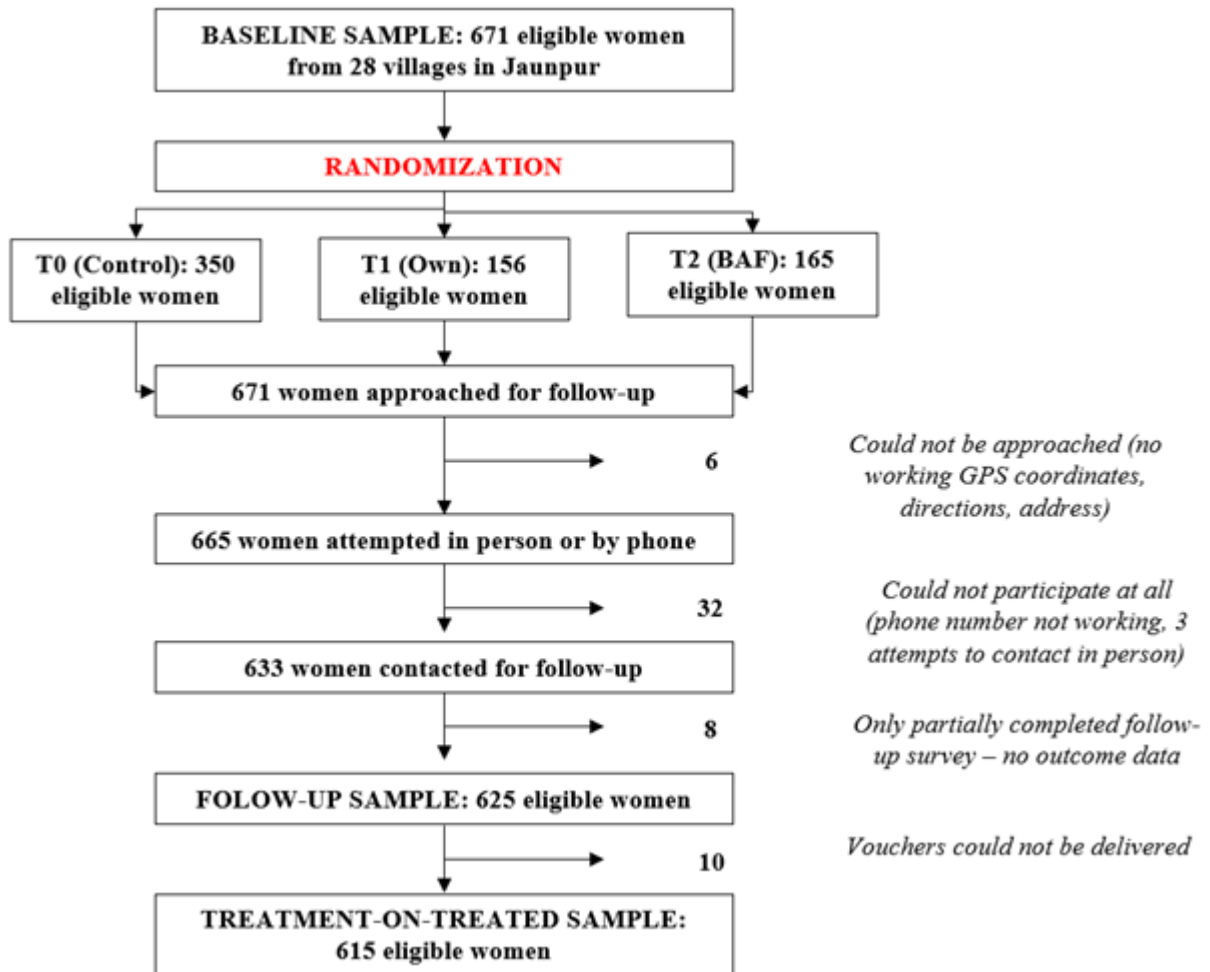 BASELINE SAMPLE: 671 eligible women
from 28 villages in Jaunpur
RANDOMIZATION
T0 (Control): 350
eligible women
T1 (Own): 156
eligible women
T2 (BAF): 165
eligible women
671 women approached for follow-up
6
Could not be approached (no
working GPS coordinates,
directions, address)
665 women attempted in person or by phone
32
Could not participate at all
(phone number not working, 3
attempts to contact in person)
633 women contacted for follow-up
8
Only partially completed follow-
up survey – no outcome data
FOLOW-UP SAMPLE: 625 eligible women
10
Vouchers could not be delivered
TREATMENT-ON-TREATED SAMPLE:
615 eligible women